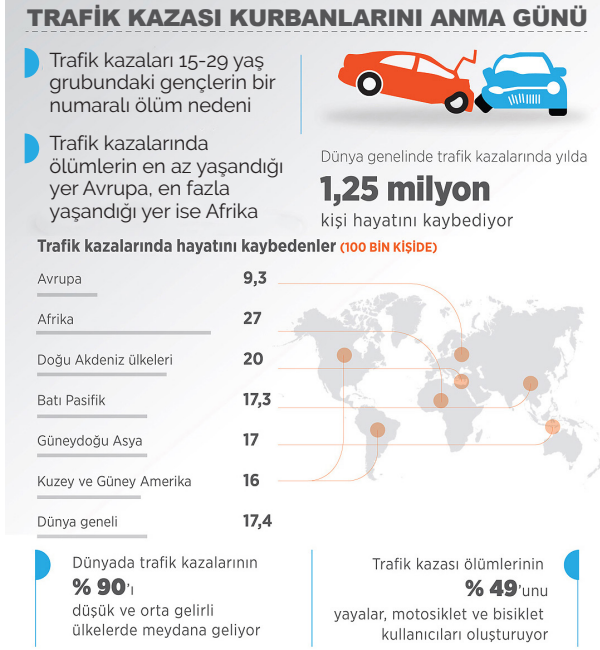 TRAFİK KAZASI KURBANLARINI ANMA GÜNÜ
Trafik kazaları 15-29 yaş
grubundaki gençlerin bir
numaralı ölüm nedeni
Trafik kazalarında
ölümlerin en az yaşandığı
yer Avrupa, en fazla
yaşandığı yer ise Afrika
Dünya genelinde trafik kazalarında yılda
1,25 milyon
kişi hayatını kaybediyor
Trafik kazalarında hayatını kaybedenler (100 BİN KİŞİDE)
Avrupa 9,3
Afrika 27
Doğu Akdeniz ülkeleri 20
Batı Pasifik 17,3
Güneydoğu Asya 17
Kuzey ve Güney Amerika 16
Dünya geneli 17,4
Dünyada trafik kazalarının
% 90'ı
düşük ve orta gelirli
ülkelerde meydana geliyor
Trafik kazası ölümlerinin
% 49'unu
yayalar, motosiklet ve bisiklet
kullanıcıları oluşturuyor